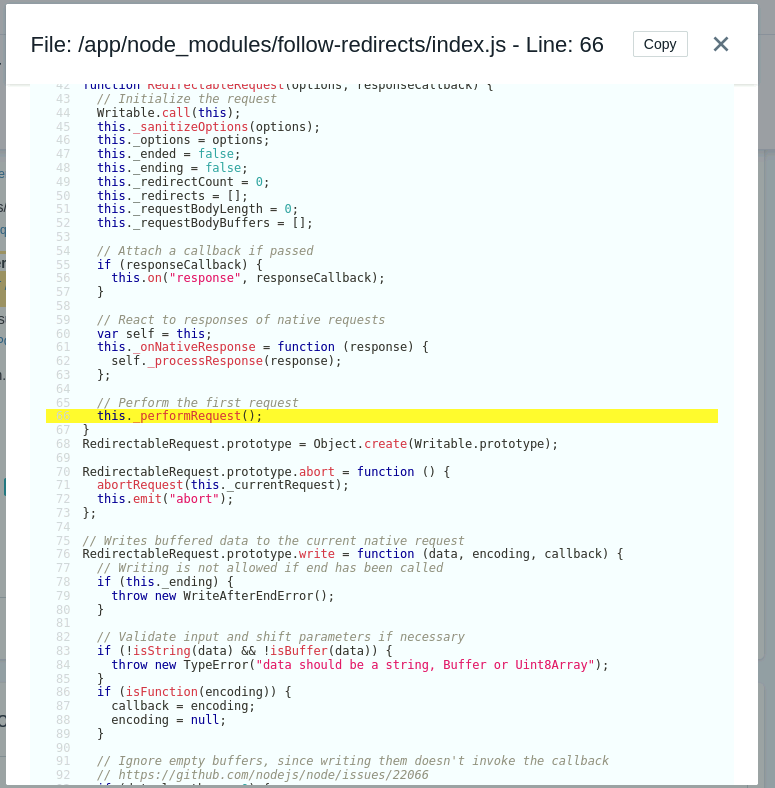 File: /app/node_modules/follow-redirects/index.js - Line: 66
Copy
42 function RedirectableRequest(options, responseCallback) {
43   // Initialize the request
44   Writable.call(this);
45   this._sanitizeOptions(options);
46   this._options = options;
47   this._ended = false;
48   this._ending = false;
49   this._redirectCount = 0;
50   this._redirects = [];
51   this._requestBodyLength = 0;
52   this._requestBodyBuffers = [];
53
54   // Attach a callback if passed
55   if (responseCallback) {
56     this.on("response", responseCallback);
57   }
58
59   // React to responses of native requests
60   var self = this;
61   this._onNativeResponse = function (response) {
62     self._processResponse(response);
63   };
64
65   // Perform the first request
66   this._performRequest();
67 }
68 RedirectableRequest.prototype = Object.create(Writable.prototype);
69
70 RedirectableRequest.prototype.abort = function () {
71   abortRequest(this._currentRequest);
72   this.emit("abort");
73 };
74
75 // Writes buffered data to the current native request
76 RedirectableRequest.prototype.write = function (data, encoding, callback) {
77   // Writing is not allowed if end has been called
78   if (this._ending) {
79     throw new WriteAfterEndError();
80   }
81
82   // Validate input and shift parameters if necessary
83   if (!isString(data) && !isBuffer(data)) {
84     throw new TypeError("data should be a string, Buffer or Uint8Array");
85   }
86   if (isFunction(encoding)) {
87     callback = encoding;
88     encoding = null;
89   }
90
91   // Ignore empty buffers, since writing them doesn't invoke the callback
92   // https://github.com/nodejs/node/issues/22066